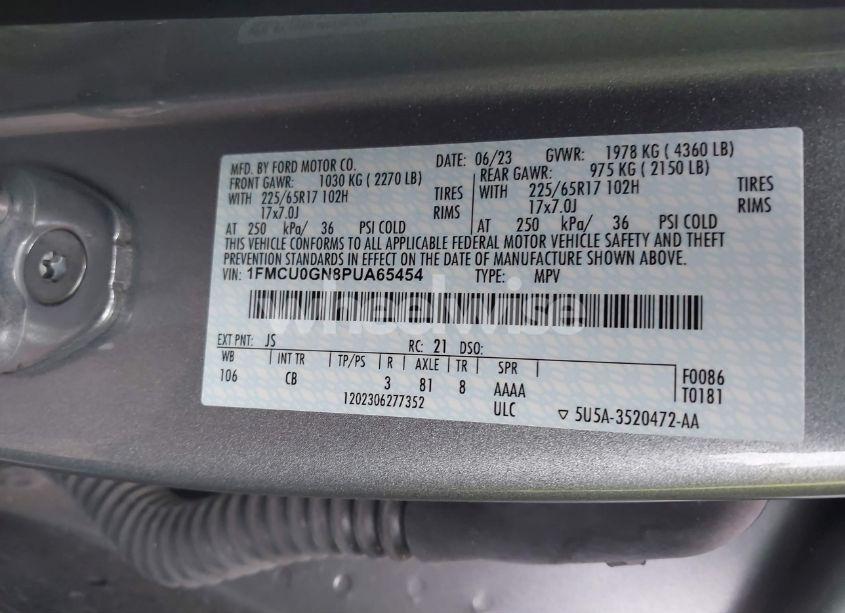 MFD. BY FORD MOTOR CO. DATE: 06/23 GVWR: 1978 KG ( 4360 LB)
FRONT GAWR: 1030 KG ( 2270 LB) REAR GAWR: 975 KG ( 2150 LB)
WITH 225/65R17 102H TIRES WITH 225/65R17 102H TIRES
17x7.0J RIMS 17x7.0J RIMS
AT 250 kPa/ 36 PSI COLD AT 250 kPa/ 36 PSI COLD
THIS VEHICLE CONFORMS TO ALL APPLICABLE FEDERAL MOTOR VEHICLE SAFETY AND THEFT
PREVENTION STANDARDS IN EFFECT ON THE DATE OF MANUFACTURE SHOWN ABOVE.
VIN: 1FMCU0GN8PUA65454 TYPE: MPV
wheelwise
EXT PNT: JS RC: 21 DSO:
WB INT TR TP/PS R AXLE TR SPR
106 CB 3 81 8 AAAA F0086
1202306277352 ULC T0181
▽ 5U5A-3520472-AA